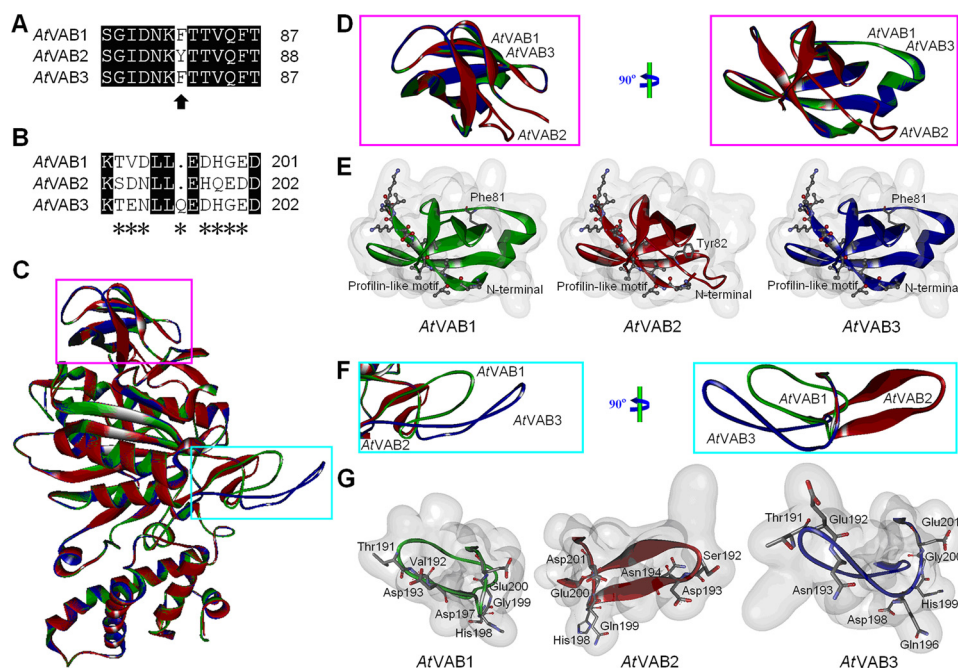 A
AtVAB1 SGIDNKFTTVQFT 87
AtVAB2 SGIDNKYTTVQFT 88
AtVAB3 SGIDNKFTTVQFT 87
B
AtVAB1 KTVDLL.EDHGED 201
AtVAB2 KSDNLL.EHQEDD 202
AtVAB3 KTENLLQEDHGED 202
*** * ****
C
D
AtVAB1
AtVAB3
AtVAB2
90°
AtVAB1
AtVAB3
AtVAB2
E
Phe81
Profilin-like motif
N-terminal
AtVAB1
Tyr82
Profilin-like motif
N-terminal
AtVAB2
Phe81
Profilin-like motif
N-terminal
AtVAB3
F
AtVAB1
AtVAB3
AtVAB2
90°
AtVAB1
AtVAB2
AtVAB3
G
Thr191
Val192
Asp193
Glu200
Gly199
Asp197
His198
AtVAB1
Asp201
Ser192
Asn194
Glu200
Asp193
Gln199
His198
AtVAB2
Thr191
Glu192
Glu201
Gly200
Asn193
His199
Asp198
Gln196
AtVAB3